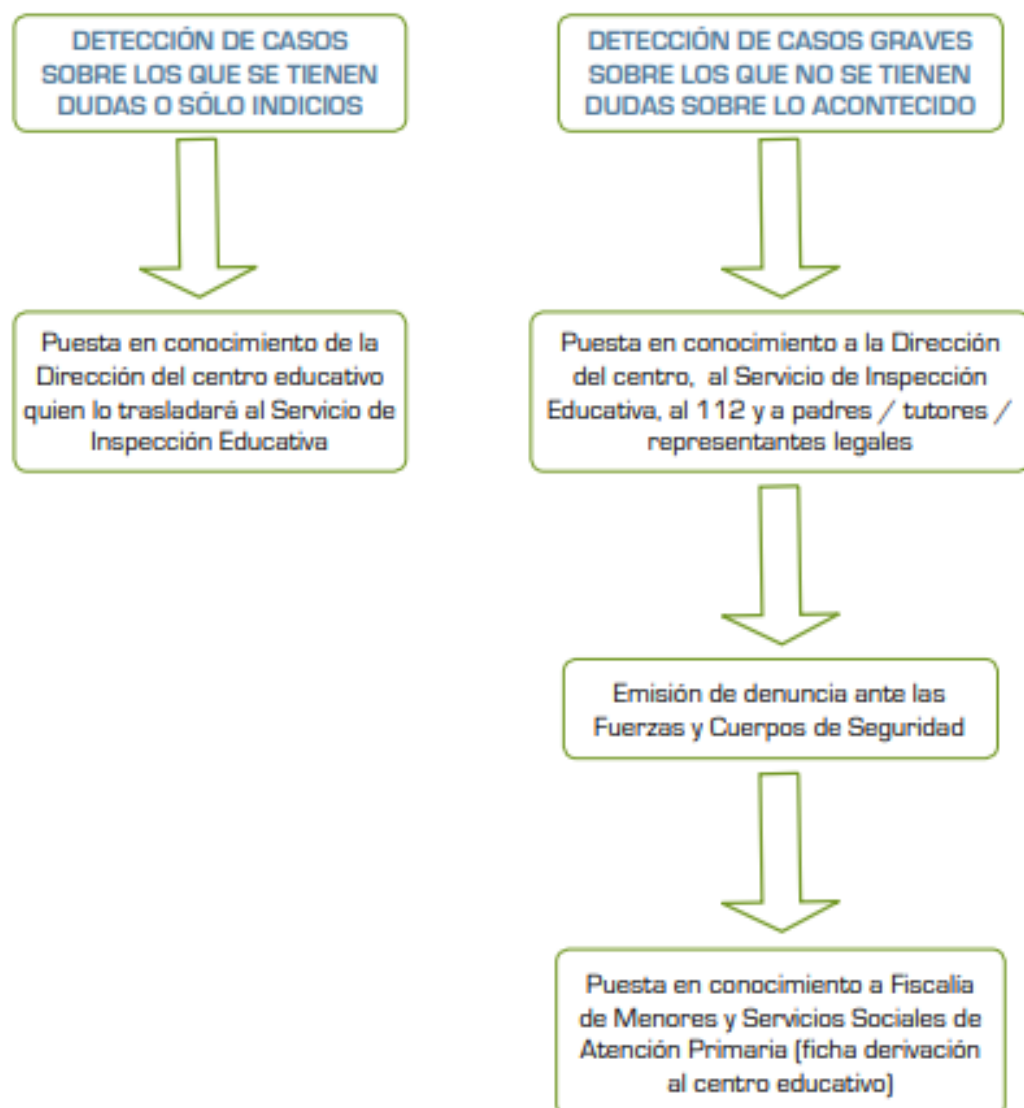 DETECCIÓN DE CASOS
SOBRE LOS QUE SE TIENEN
DUDAS O SÓLO INDICIOS
Puesta en conocimiento de la
Dirección del centro educativo
quien lo trasladará al Servicio de
Inspección Educativa
DETECCIÓN DE CASOS GRAVES
SOBRE LOS QUE NO SE TIENEN
DUDAS SOBRE LO ACONTECIDO
Puesta en conocimiento a la Dirección
del centro, al Servicio de Inspección
Educativa, al 112 y a padres / tutores /
representantes legales
Emisión de denuncia ante las
Fuerzas y Cuerpos de Seguridad
Puesta en conocimiento a Fiscalía
de Menores y Servicios Sociales de
Atención Primaria (ficha derivación
al centro educativo)